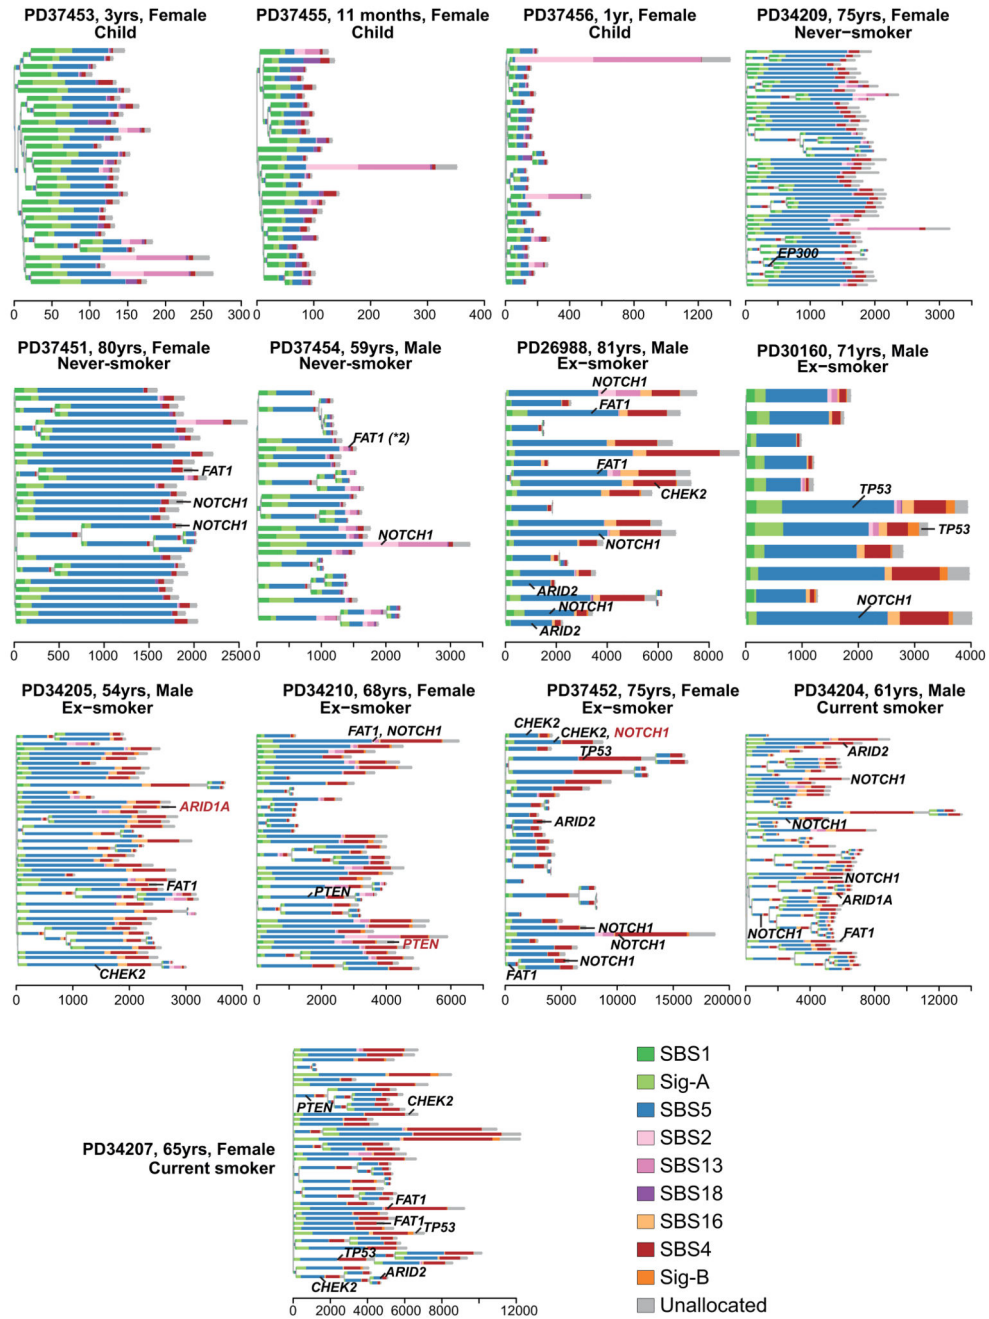 PD37453, 3yrs, Female
Child
PD37455, 11 months, Female
Child
PD37456, 1yr, Female
Child
PD34209, 75yrs, Female
Never−smoker
EP300
0 50 100 150 200 250 300
0 100 200 300 400
0 400 800 1200
0 1000 2000 3000
PD37451, 80yrs, Female
Never-smoker
PD37454, 59yrs, Male
Never−smoker
PD26988, 81yrs, Male
Ex−smoker
PD30160, 71yrs, Male
Ex−smoker
FAT1
NOTCH1
NOTCH1
FAT1 (*2)
NOTCH1
NOTCH1
FAT1
FAT1
CHEK2
NOTCH1
ARID2
NOTCH1
ARID2
TP53
TP53
NOTCH1
0 500 1000 1500 2000 2500
0 1000 2000 3000
0 2000 4000 6000 8000
0 1000 2000 3000 4000
PD34205, 54yrs, Male
Ex−smoker
PD34210, 68yrs, Female
Ex−smoker
PD37452, 75yrs, Female
Ex−smoker
PD34204, 61yrs, Male
Current smoker
ARID1A
FAT1
CHEK2
FAT1, NOTCH1
PTEN
PTEN
CHEK2
CHEK2, NOTCH1
TP53
ARID2
NOTCH1
NOTCH1
NOTCH1
FAT1
ARID2
NOTCH1
NOTCH1
NOTCH1
ARID1A
NOTCH1
FAT1
0 1000 2000 3000 4000
0 2000 4000 6000
0 5000 10000 15000 20000
0 4000 8000 12000
PD34207, 65yrs, Female
Current smoker
PTEN
CHEK2
FAT1
FAT1
TP53
TP53
ARID2
CHEK2
0 2000 4000 6000 8000 12000
SBS1
Sig-A
SBS5
SBS2
SBS13
SBS18
SBS16
SBS4
Sig-B
Unallocated